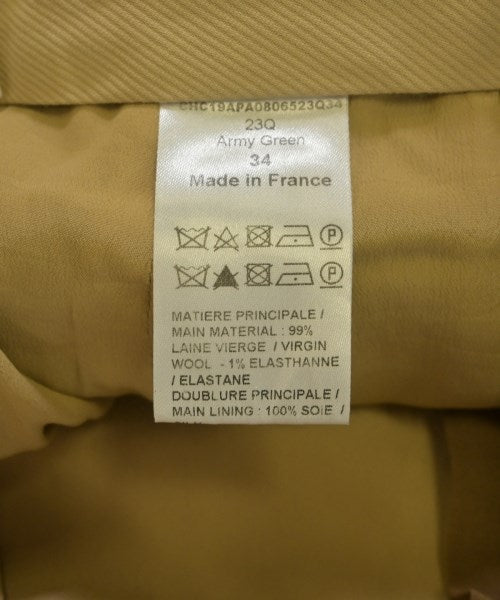 CHC19APA0806523Q34
23Q
Army Green
34
Made in France
P
P
MATIERE PRINCIPALE /
MAIN MATERIAL : 99%
LAINE VIERGE / VIRGIN
WOOL - 1% ELASTHANNE
/ ELASTANE
DOUBLURE PRINCIPALE /
MAIN LINING : 100% SOIE /